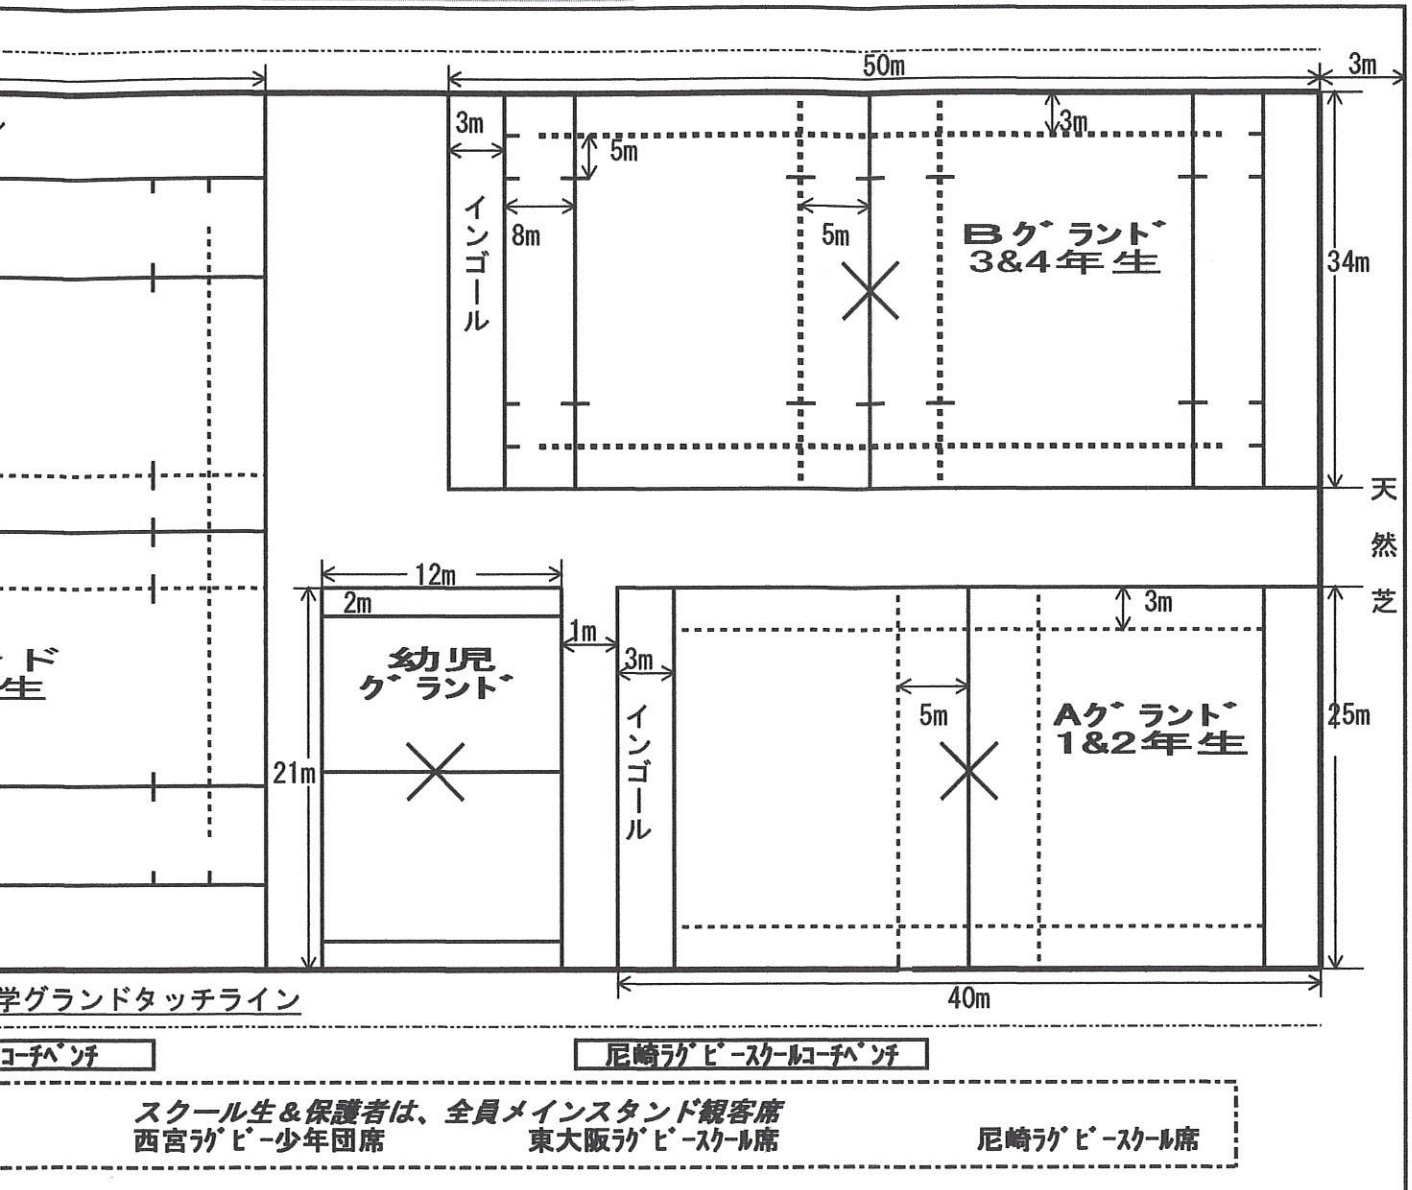 50m
3m
3m
3m
5m
イ
ン
ゴ
ー
ル
8m
5m
Bグランド
3&4年生
34m
天
然
芝
12m
2m
1m
3m
3m
幼児
グランド
ド
生
5m
Aグランド
1&2年生
25m
イ
ン
ゴ
ー
ル
21m
学グランドタッチライン
40m
コーチベンチ
尼崎ラグビースクールコーチベンチ
スクール生&保護者は、全員メインスタンド観客席
西宮ラグビー少年団席 東大阪ラグビースクール席 尼崎ラグビースクール席